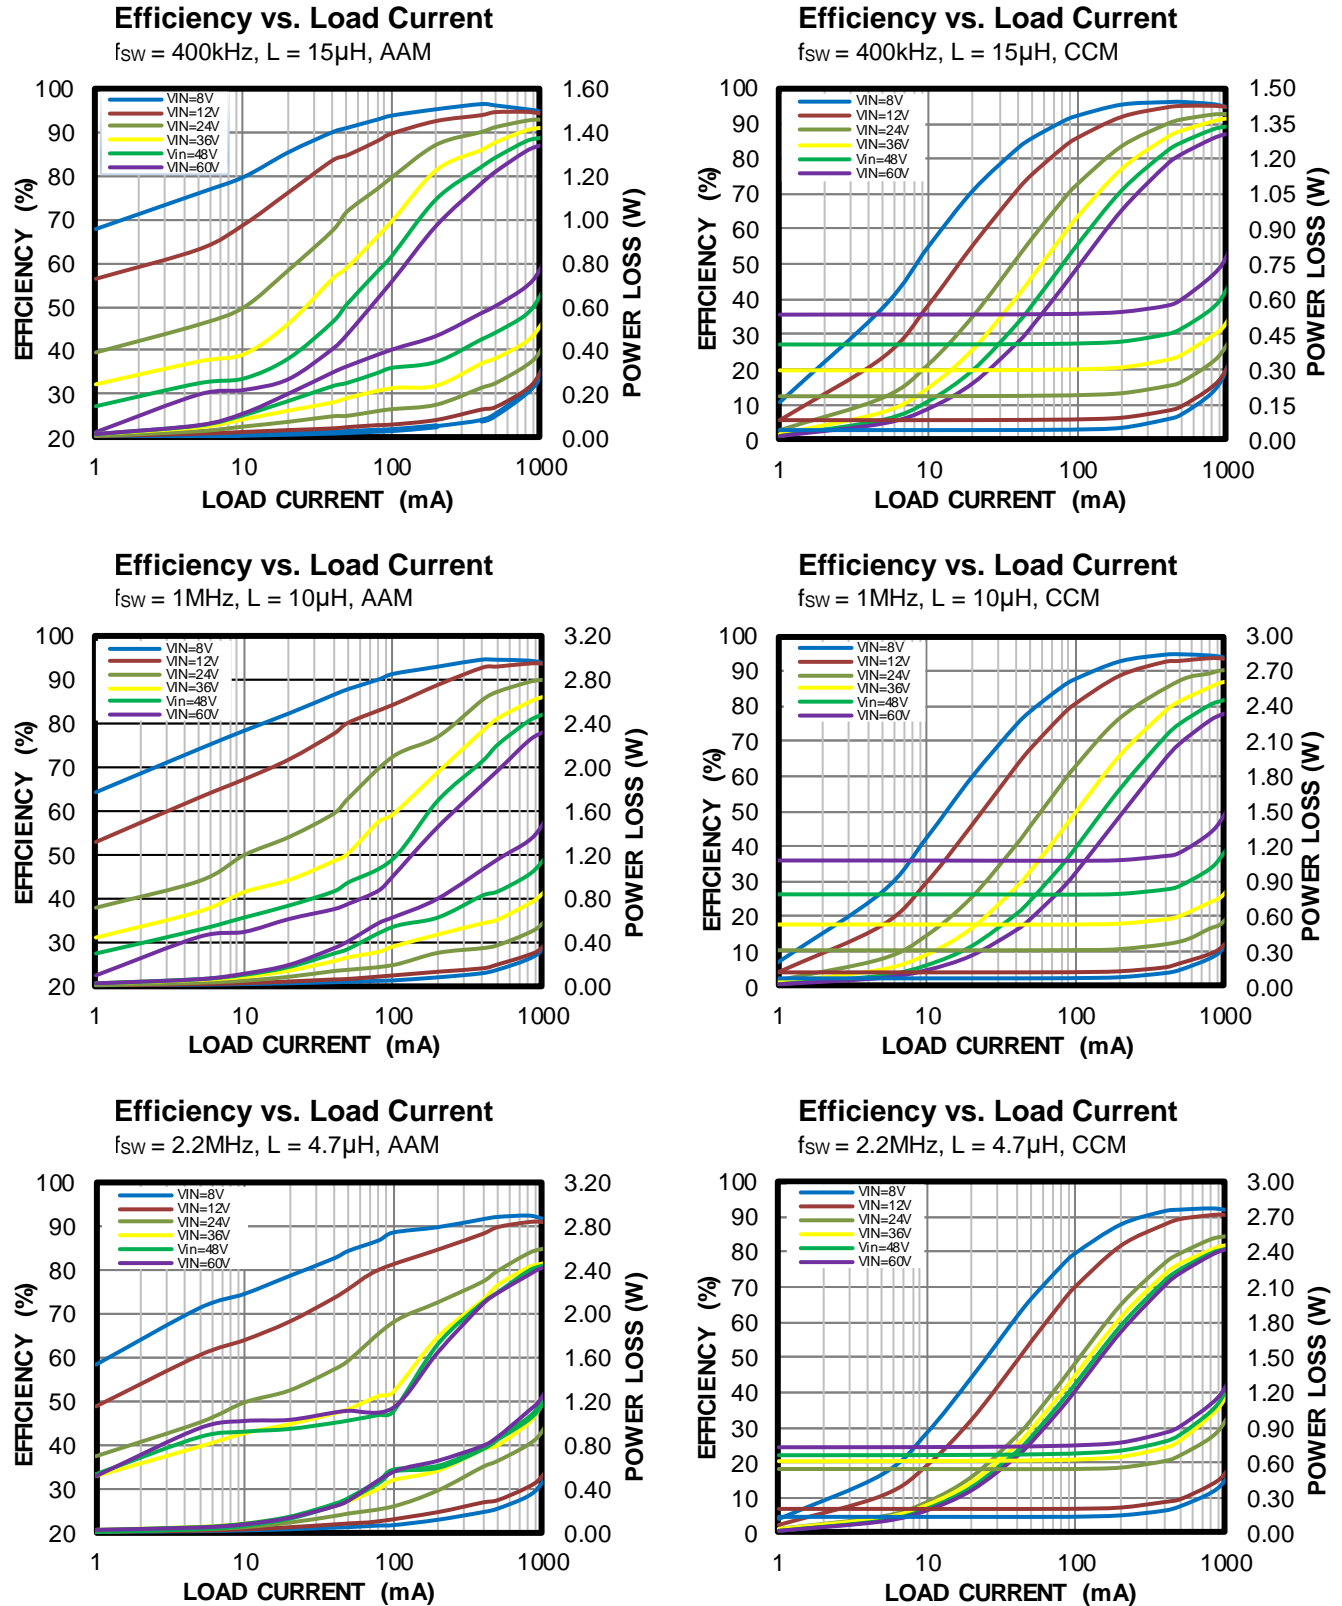 Efficiency vs. Load Current
fSW = 400kHz, L = 15µH, AAM
100
90
80
70
60
50
40
30
20
EFFICIENCY (%)
VIN=8V
VIN=12V
VIN=24V
VIN=36V
Vin=48V
VIN=60V
1.60
1.40
1.20
1.00
0.80
0.60
0.40
0.20
0.00
POWER LOSS (W)
1 10 100 1000
LOAD CURRENT (mA)
Efficiency vs. Load Current
fSW = 400kHz, L = 15µH, CCM
100
90
80
70
60
50
40
30
20
10
0
EFFICIENCY (%)
VIN=8V
VIN=12V
VIN=24V
VIN=36V
Vin=48V
VIN=60V
1.50
1.35
1.20
1.05
0.90
0.75
0.60
0.45
0.30
0.15
0.00
POWER LOSS (W)
1 10 100 1000
LOAD CURRENT (mA)
Efficiency vs. Load Current
fSW = 1MHz, L = 10µH, AAM
100
90
80
70
60
50
40
30
20
EFFICIENCY (%)
VIN=8V
VIN=12V
VIN=24V
VIN=36V
Vin=48V
VIN=60V
3.20
2.80
2.40
2.00
1.60
1.20
0.80
0.40
0.00
POWER LOSS (W)
1 10 100 1000
LOAD CURRENT (mA)
Efficiency vs. Load Current
fSW = 1MHz, L = 10µH, CCM
100
90
80
70
60
50
40
30
20
10
0
EFFICIENCY (%)
VIN=8V
VIN=12V
VIN=24V
VIN=36V
Vin=48V
VIN=60V
3.00
2.70
2.40
2.10
1.80
1.50
1.20
0.90
0.60
0.30
0.00
POWER LOSS (W)
1 10 100 1000
LOAD CURRENT (mA)
Efficiency vs. Load Current
fSW = 2.2MHz, L = 4.7µH, AAM
100
90
80
70
60
50
40
30
20
EFFICIENCY (%)
VIN=8V
VIN=12V
VIN=24V
VIN=36V
Vin=48V
VIN=60V
3.20
2.80
2.40
2.00
1.60
1.20
0.80
0.40
0.00
POWER LOSS (W)
1 10 100 1000
LOAD CURRENT (mA)
Efficiency vs. Load Current
fSW = 2.2MHz, L = 4.7µH, CCM
100
90
80
70
60
50
40
30
20
10
0
EFFICIENCY (%)
VIN=8V
VIN=12V
VIN=24V
VIN=36V
Vin=48V
VIN=60V
3.00
2.70
2.40
2.10
1.80
1.50
1.20
0.90
0.60
0.30
0.00
POWER LOSS (W)
1 10 100 1000
LOAD CURRENT (mA)